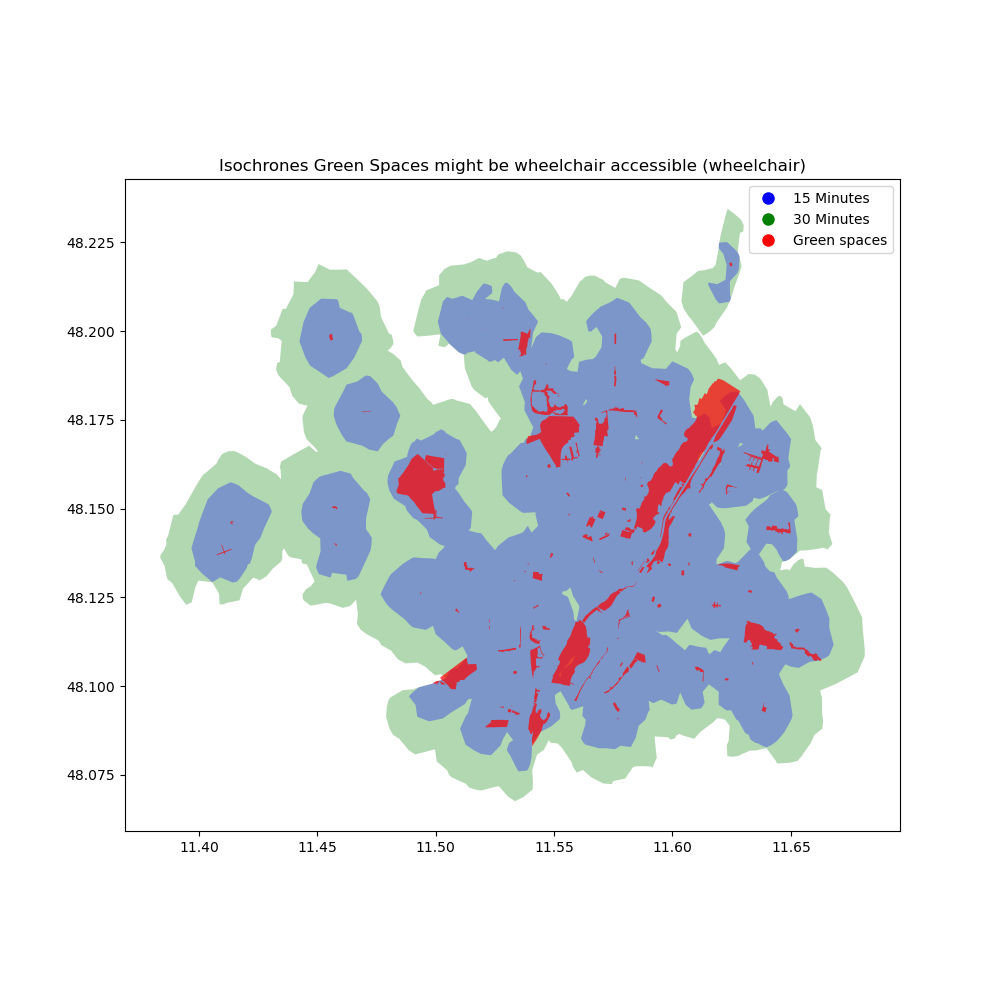 Isochrones Green Spaces might be wheelchair accessible (wheelchair)
15 Minutes
30 Minutes
Green spaces
48.225
48.200
48.175
48.150
48.125
48.100
48.075
11.40 11.45 11.50 11.55 11.60 11.65